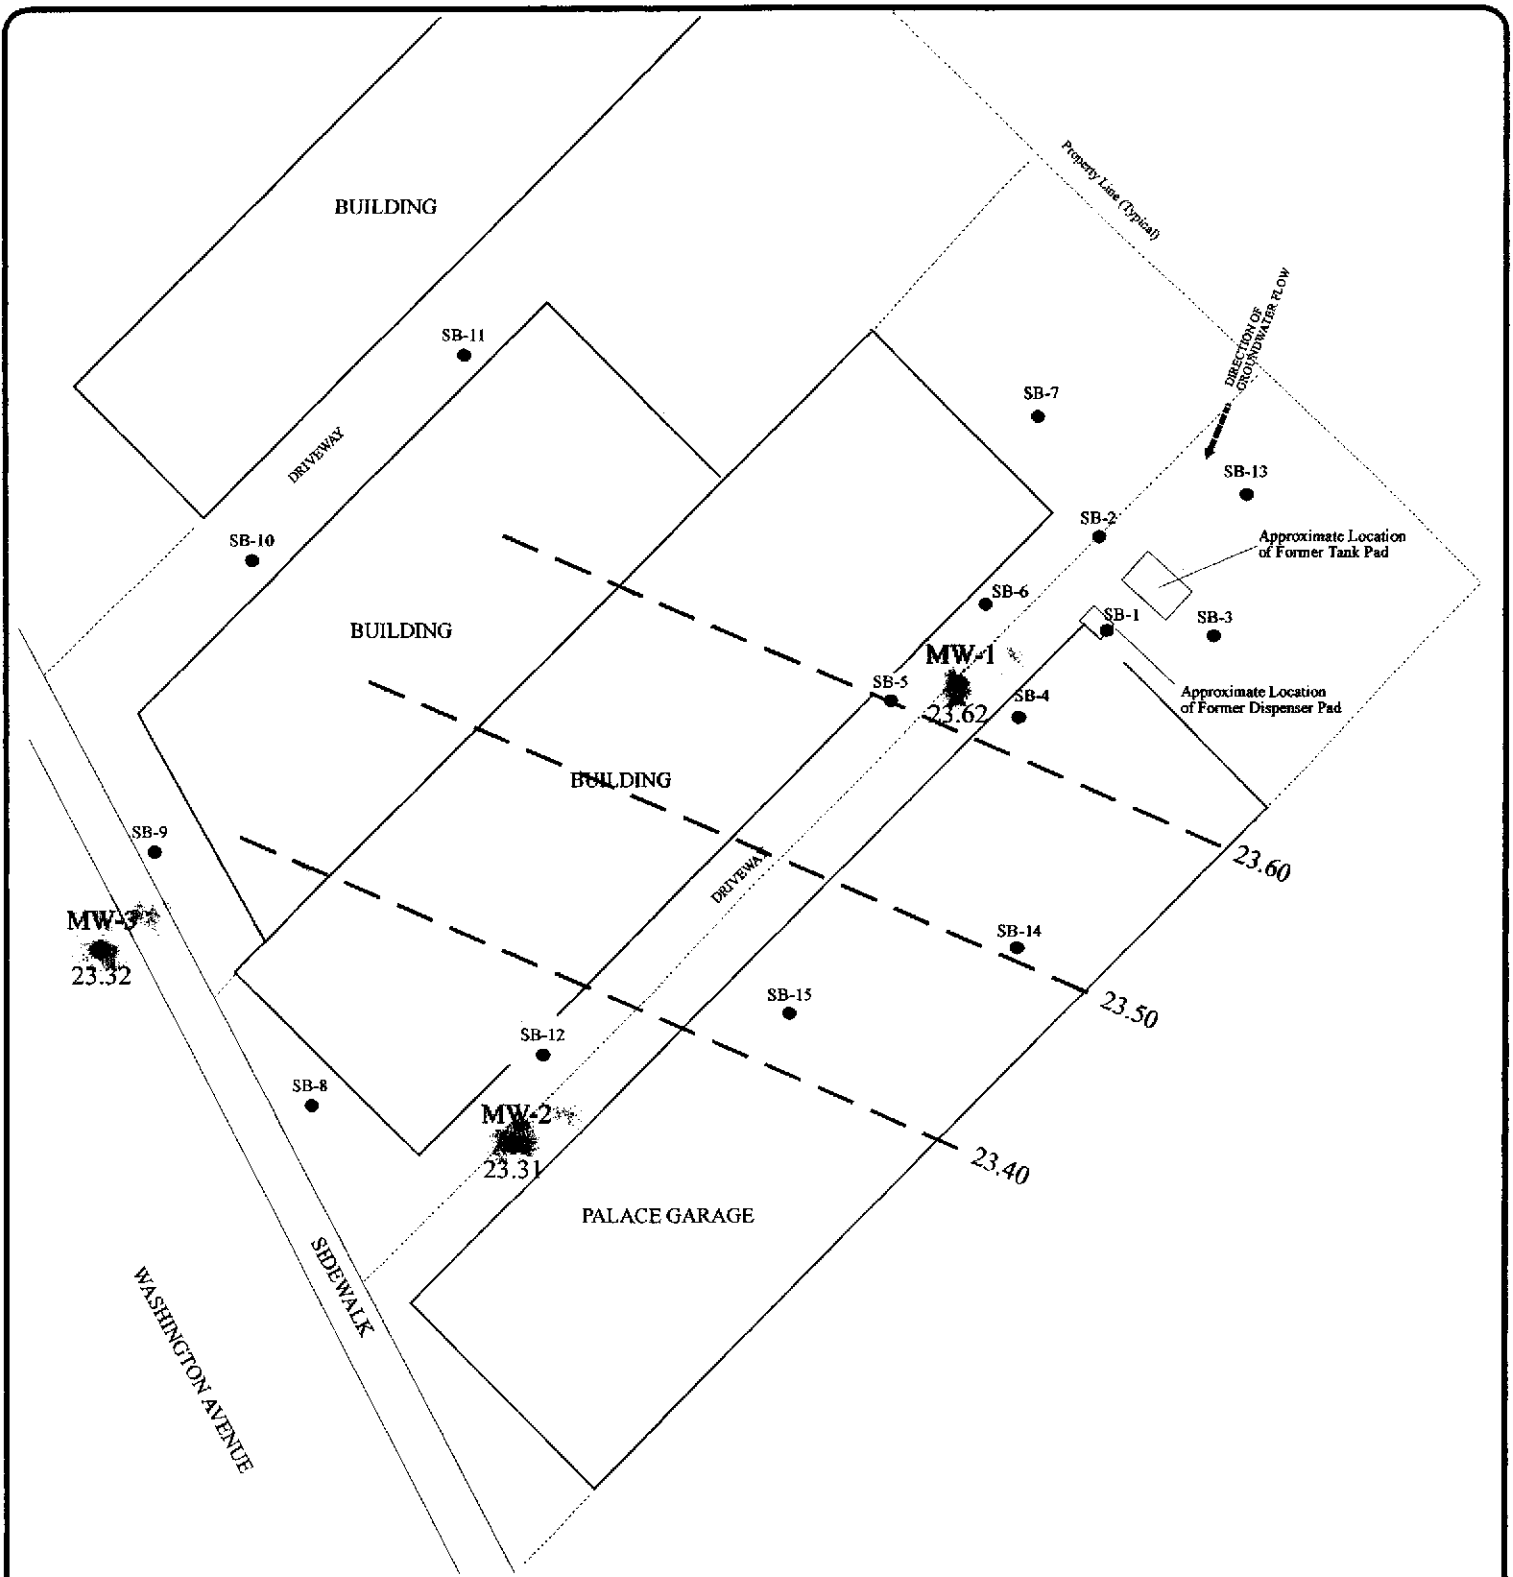 Property Line (Typical)
BUILDING
DIRECTION OF
GROUNDWATER FLOW
SB-11
SB-7
DRIVEWAY
SB-13
SB-2
SB-10
Approximate Location
of Former Tank Pad
SB-6
SB-1
SB-3
BUILDING
MW-1
SB-5
SB-4
23.62
Approximate Location
of Former Dispenser Pad
BUILDING
SB-9
DRIVEWAY
23.60
MW-3
23.32
SB-14
SB-15
23.50
SB-12
SB-8
MW-2
23.31
23.40
PALACE GARAGE
SIDEWALK
WASHINGTON AVENUE